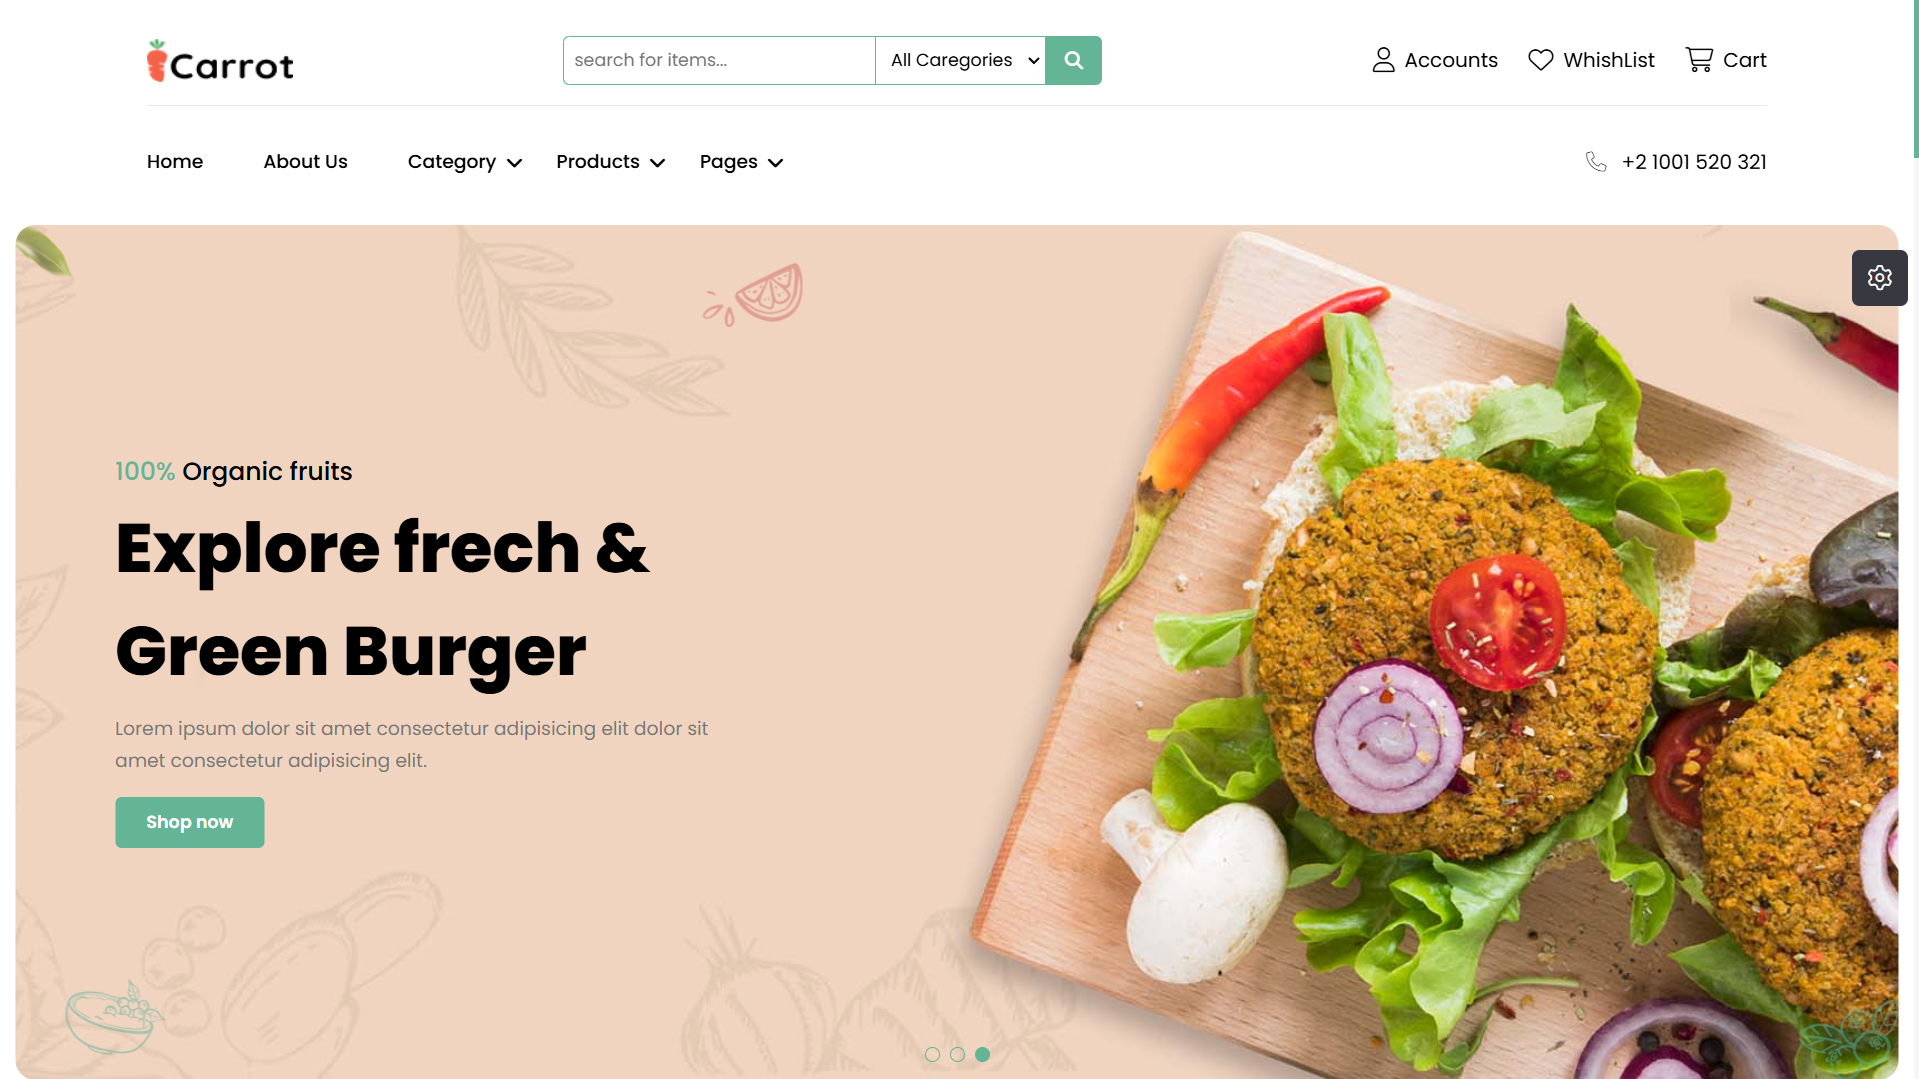 Carrot
search for items...
All Caregories
Accounts
WhishList
Cart
Home
About Us
Category
Products
Pages
+2 1001 520 321
100% Organic fruits
Explore frech &
Green Burger
Lorem ipsum dolor sit amet consectetur adipisicing elit dolor sit
amet consectetur adipisicing elit.
Shop now